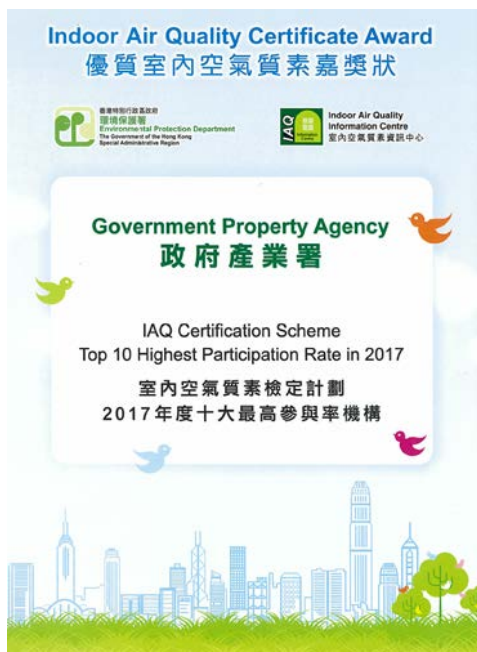 Indoor Air Quality Certificate Award
優質室內空氣質素嘉獎狀
香港特別行政區政府
環境保護署
Environmental Protection Department
The Government of the Hong Kong
Special Administrative Region
IAQ
Indoor Air Quality
Information Centre
室內空氣質素資訊中心
Government Property Agency
政府產業署
IAQ Certification Scheme
Top 10 Highest Participation Rate in 2017
室內空氣質素檢定計劃
2017年度十大最高參與率機構